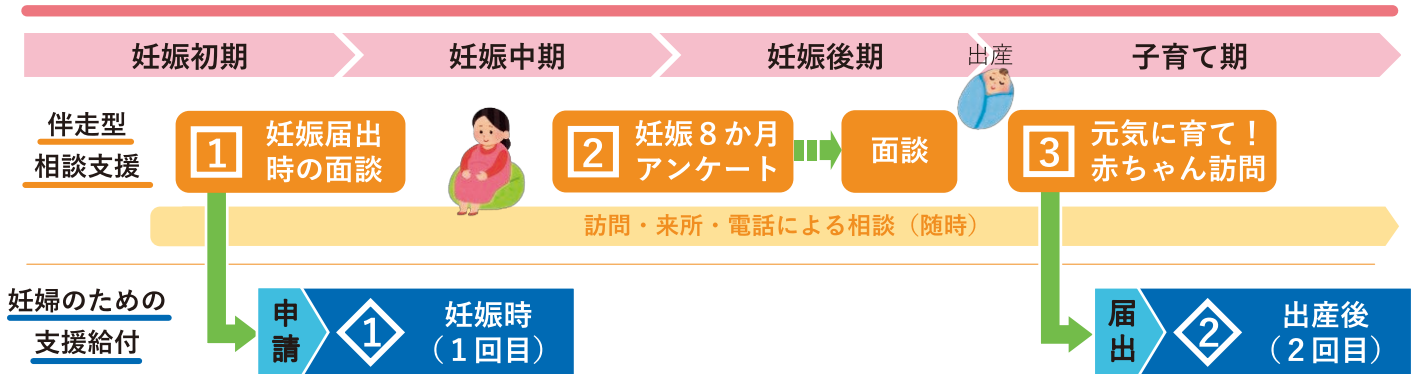 妊娠初期
妊娠中期
妊娠後期
出産
子育て期
伴走型
相談支援
1
妊娠届出
時の面談
2
妊娠8か月
アンケート
面談
3
元気に育て！
赤ちゃん訪問
訪問・来所・電話による相談（随時）
妊婦のための
支援給付
申
請
1
妊娠時
（１回目）
届
出
2
出産後
（２回目）